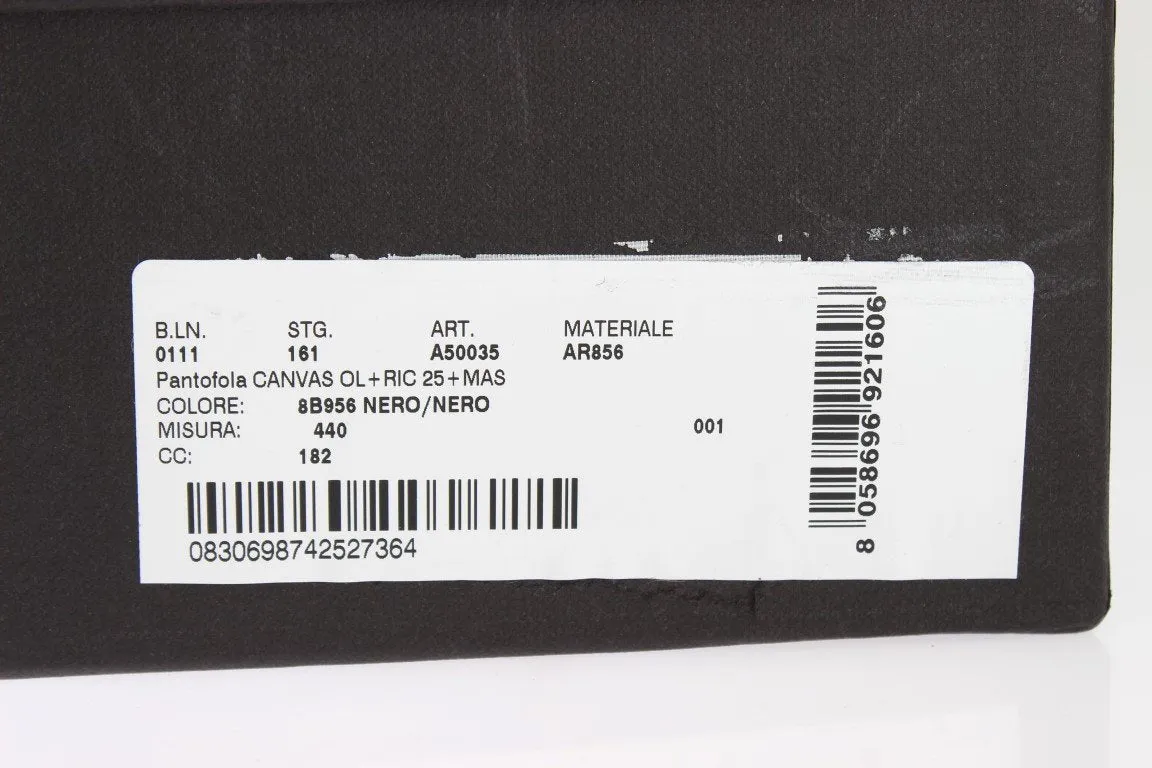 B.LN. STG. ART. MATERIALE
0111 161 A50035 AR856
Pantofola CANVAS OL+RIC 25+MAS
COLORE: 8B956 NERO/NERO
MISURA: 440 001
CC: 182
0830698742527364
8 058696 921606